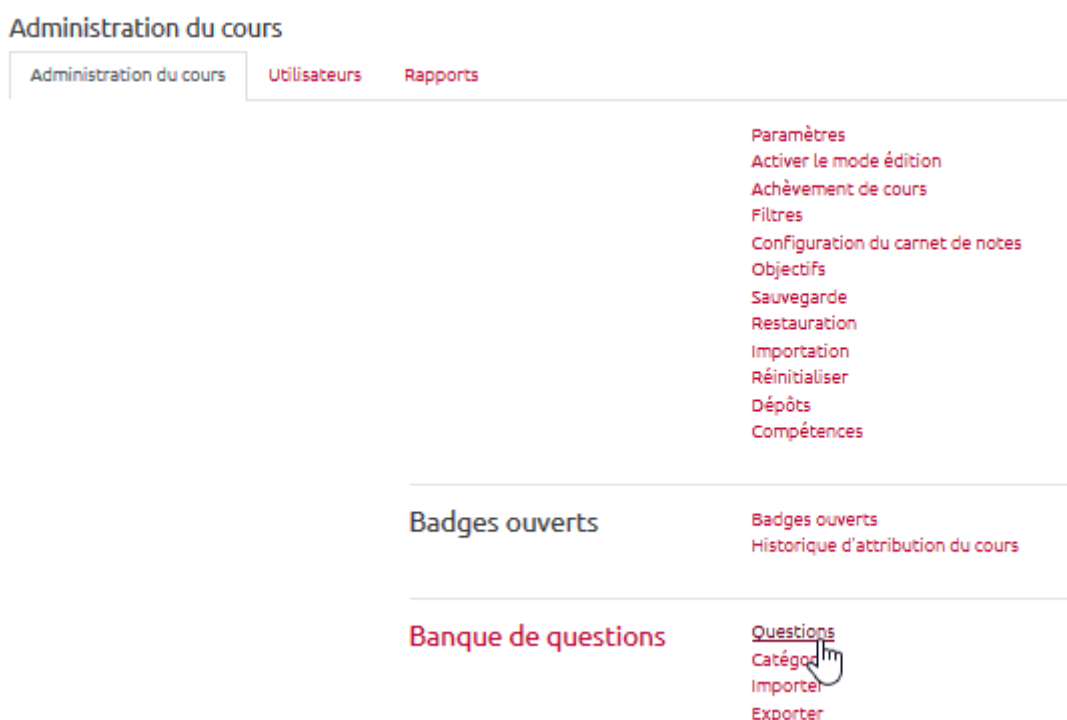 Administration du cours
Administration du cours Utilisateurs Rapports
Paramètres
Activer le mode édition
Achèvement de cours
Filtres
Configuration du carnet de notes
Objectifs
Sauvegarde
Restauration
Importation
Réinitialiser
Dépôts
Compétences
Badges ouverts
Badges ouverts
Historique d'attribution du cours
Banque de questions
Questions
Importer
Exporter